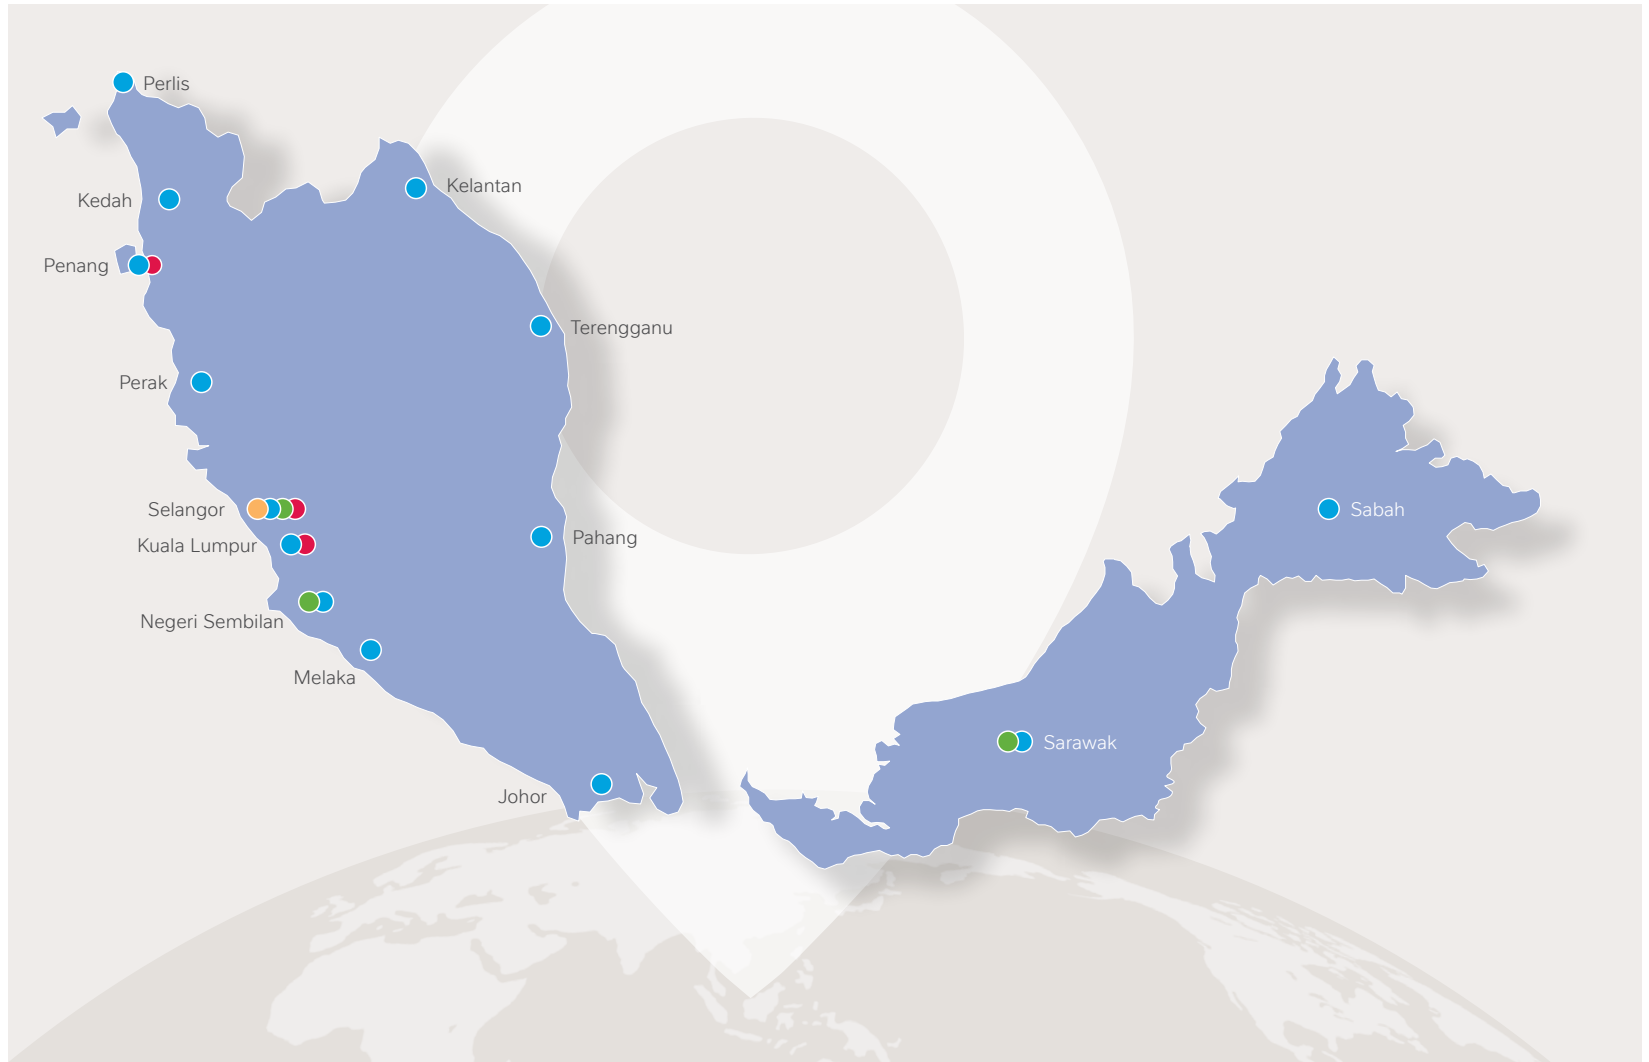 Perlis
Kelantan
Kedah
Penang
Terengganu
Perak
Selangor
Sabah
Pahang
Kuala Lumpur
Negeri Sembilan
Melaka
Sarawak
Johor